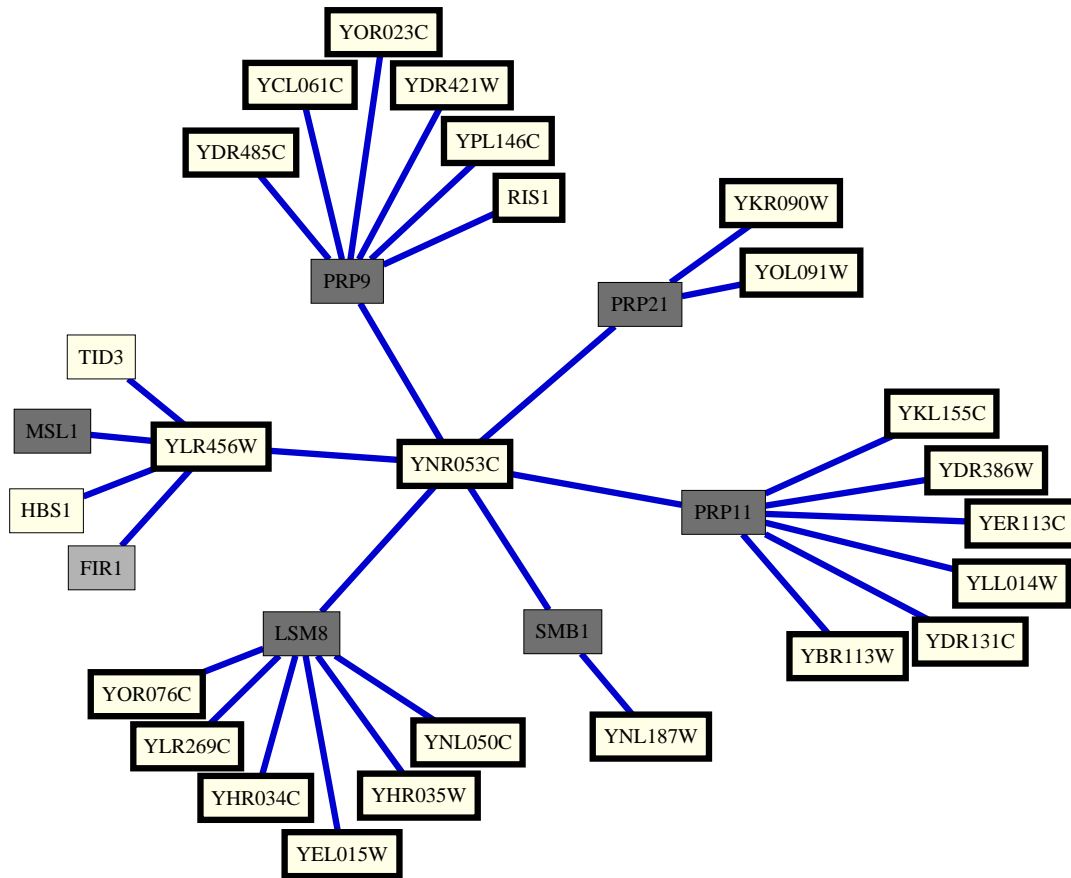 YOR023C
YCL061C
YDR421W
YDR485C
YPL146C
RIS1
YKR090W
YOL091W
PRP9
PRP21
TID3
MSL1
YLR456W
YNR053C
HBS1
FIR1
YKL155C
YDR386W
PRP11
YER113C
YLL014W
YDR131C
YBR113W
LSM8
SMB1
YOR076C
YLR269C
YNL050C
YNL187W
YHR034C
YHR035W
YEL015W